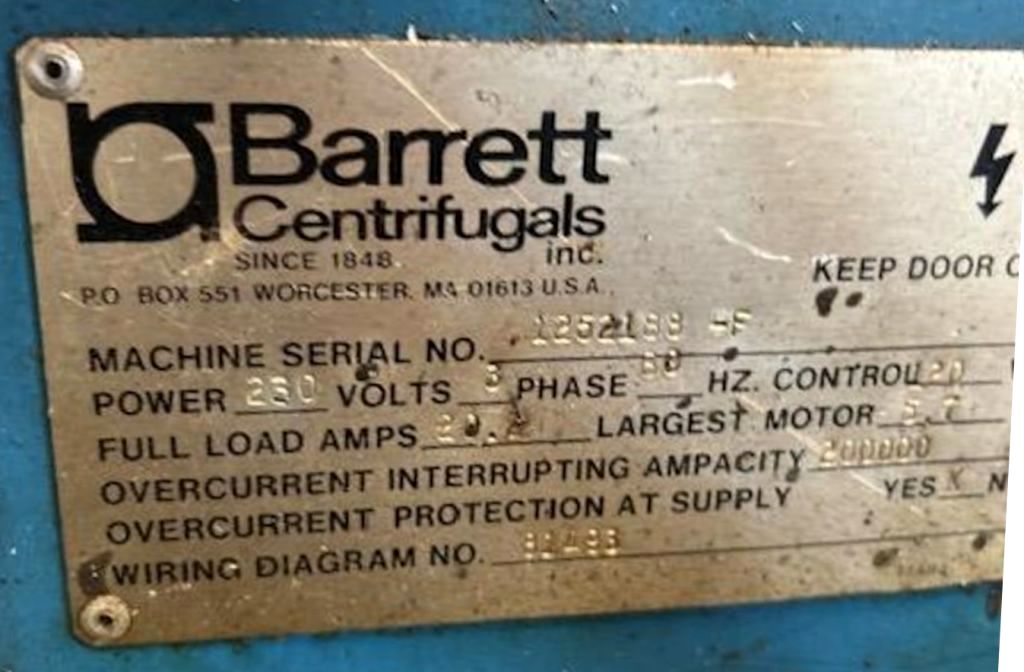 Barrett
Centrifugals
inc.
SINCE 1848
P.O BOX 551 WORCESTER, MA 01613 U.S.A.
KEEP DOOR
MACHINE SERIAL NO.
POWER 230 VOLTS 3 PHASE 60 HZ. CONTROL
FULL LOAD AMPS LARGEST MOTOR 5.7
OVERCURRENT INTERRUPTING AMPACITY 200000
OVERCURRENT PROTECTION AT SUPPLY YES X
WIRING DIAGRAM NO.